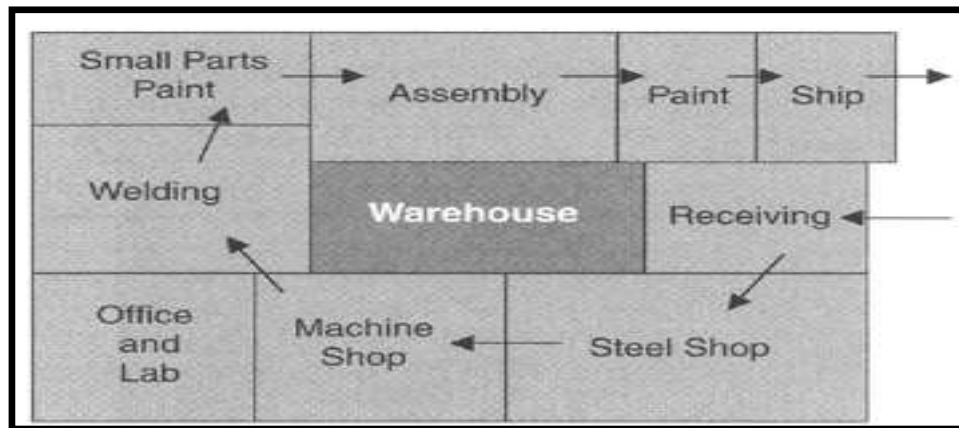 Small Parts
Paint
Assembly
Paint
Ship
Welding
Warehouse
Receiving
Office
and
Lab
Machine
Shop
Steel Shop